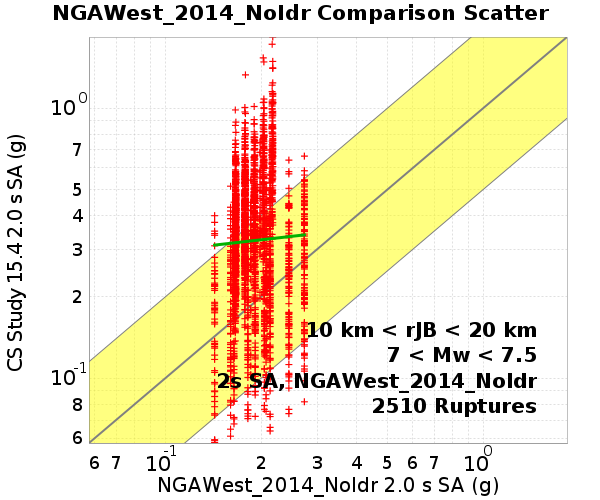 NGAWest_2014_NoIdr Comparison Scatter
CS Study 15.4 2.0 s SA (g)
10⁰
7
5
4
3
2
10⁻¹
8
6
10 km < rJB < 20 km
7 < Mw < 7.5
2s SA, NGAWest_2014_NoIdr
2510 Ruptures
6 7 10⁻¹ 2 3 4 5 6 7 10⁰
NGAWest_2014_NoIdr 2.0 s SA (g)